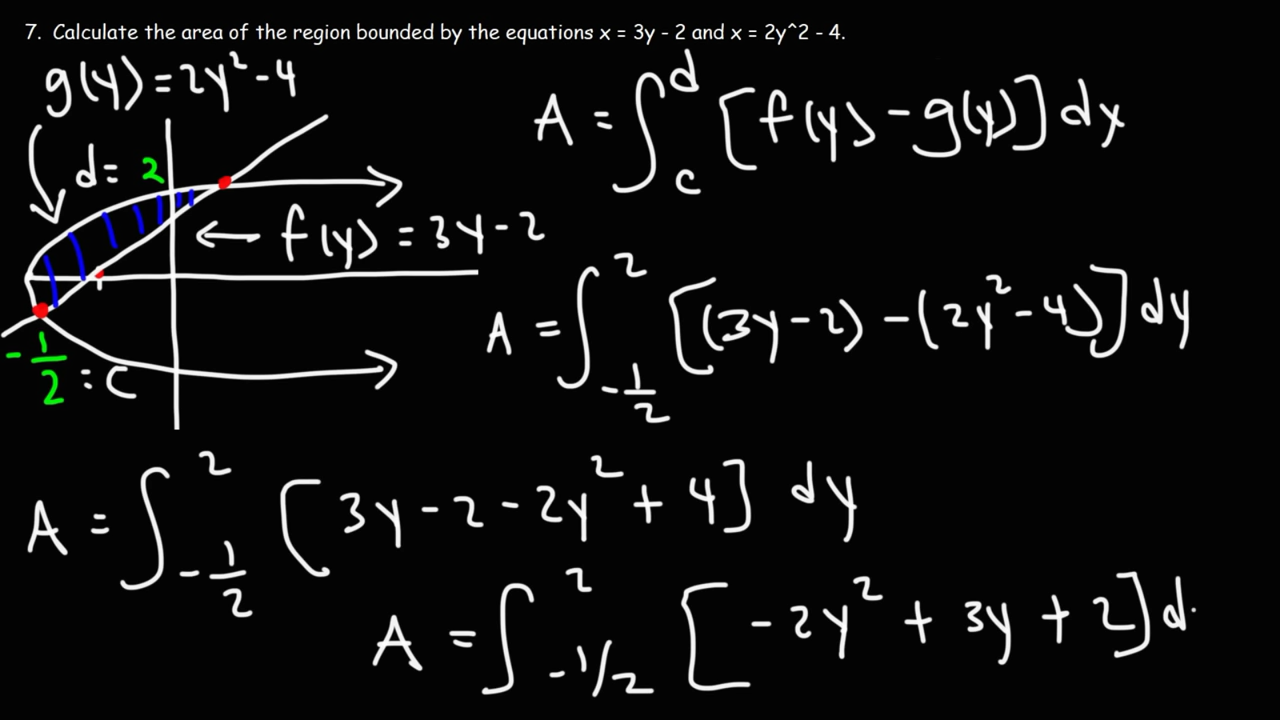 7. Calculate the area of the region bounded by the equations x = 3y - 2 and x = 2y^2 - 4.
g(y) = 2y² - 4
d = 2
f(y) = 3y - 2
-1/2 = c
A = ∫_c^d [f(y) - g(y)] dx
A = ∫_{-1/2}^2 [(3y - 2) - (2y² - 4)] dy
A = ∫_{-1/2}^2 [3y - 2 - 2y² + 4] dy
A = ∫_{-1/2}^2 [-2y² + 3y + 2] d